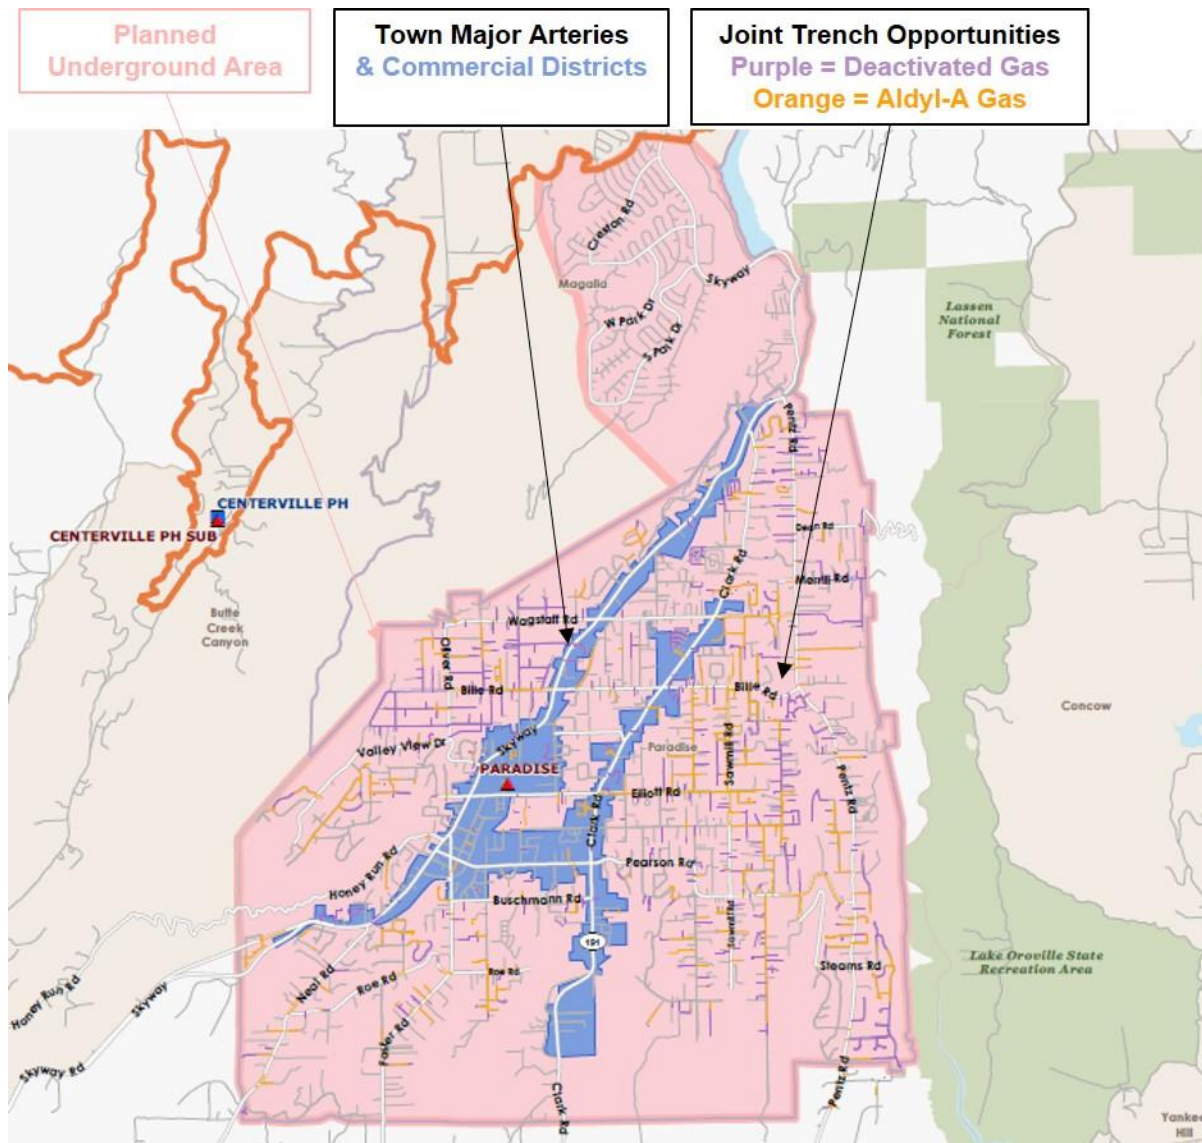 Planned
Underground Area
Town Major Arteries
& Commercial Districts
Joint Trench Opportunities
Purple = Deactivated Gas
Orange = Aldyl-A Gas
Creston Rd
Skyway
Magalia
W Park Dr
S Park Dr
Lassen
National
Forest
Pentz Rd
CENTERVILLE PH
CENTERVILLE PH SUB
Dean Rd
Clark Rd
Merrill Rd
Butte
Creek
Canyon
Wagstaff Rd
Oliver Rd
Bille Rd
Bille Rd
Concow
Skyway
Valley View Dr
Paradise
Sawmill Rd
PARADISE
Pentz Rd
Elliott Rd
Clark Rd
Honey Run Rd
Pearson Rd
Buschmann Rd
Sawmill Rd
191
Lake Oroville State
Recreation Area
Stearns Rd
Roe Rd
Neal Rd
Roe Rd
Honey Run Rd
Skyway
Foster Rd
Skyway Rd
Pentz Rd
Clark Rd
Yankee
Hill